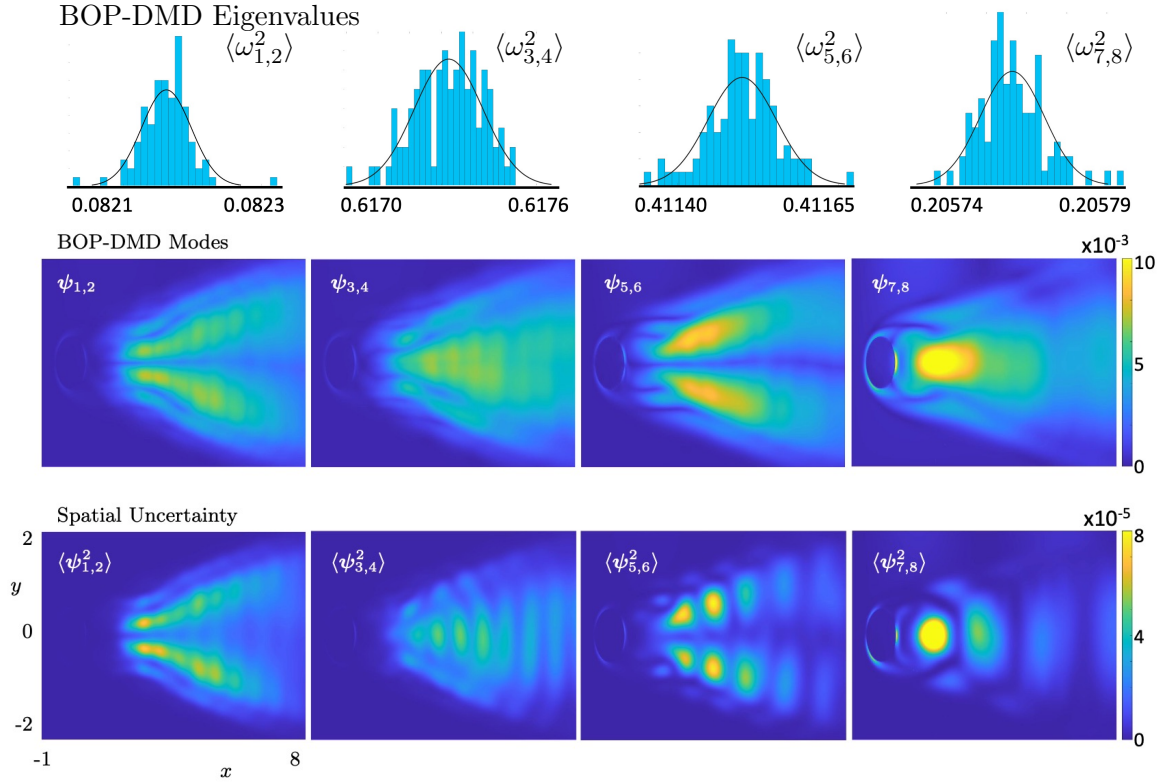 BOP-DMD Eigenvalues
⟨ω²₁,₂⟩ ⟨ω²₃,₄⟩ ⟨ω²₅,₆⟩ ⟨ω²₇,₈⟩
0.0821 0.0823 0.6170 0.6176 0.41140 0.41165 0.20574 0.20579
BOP-DMD Modes
x10⁻³
ψ₁,₂ ψ₃,₄ ψ₅,₆ ψ₇,₈
10
5
0
Spatial Uncertainty
x10⁻⁵
⟨ψ²₁,₂⟩ ⟨ψ²₃,₄⟩ ⟨ψ²₅,₆⟩ ⟨ψ²₇,₈⟩
2
y
0
-2
8
4
0
-1 x 8